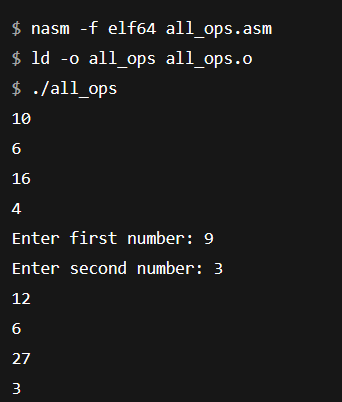 $ nasm -f elf64 all_ops.asm
$ ld -o all_ops all_ops.o
$ ./all_ops
10
6
16
4
Enter first number: 9
Enter second number: 3
12
6
27
3